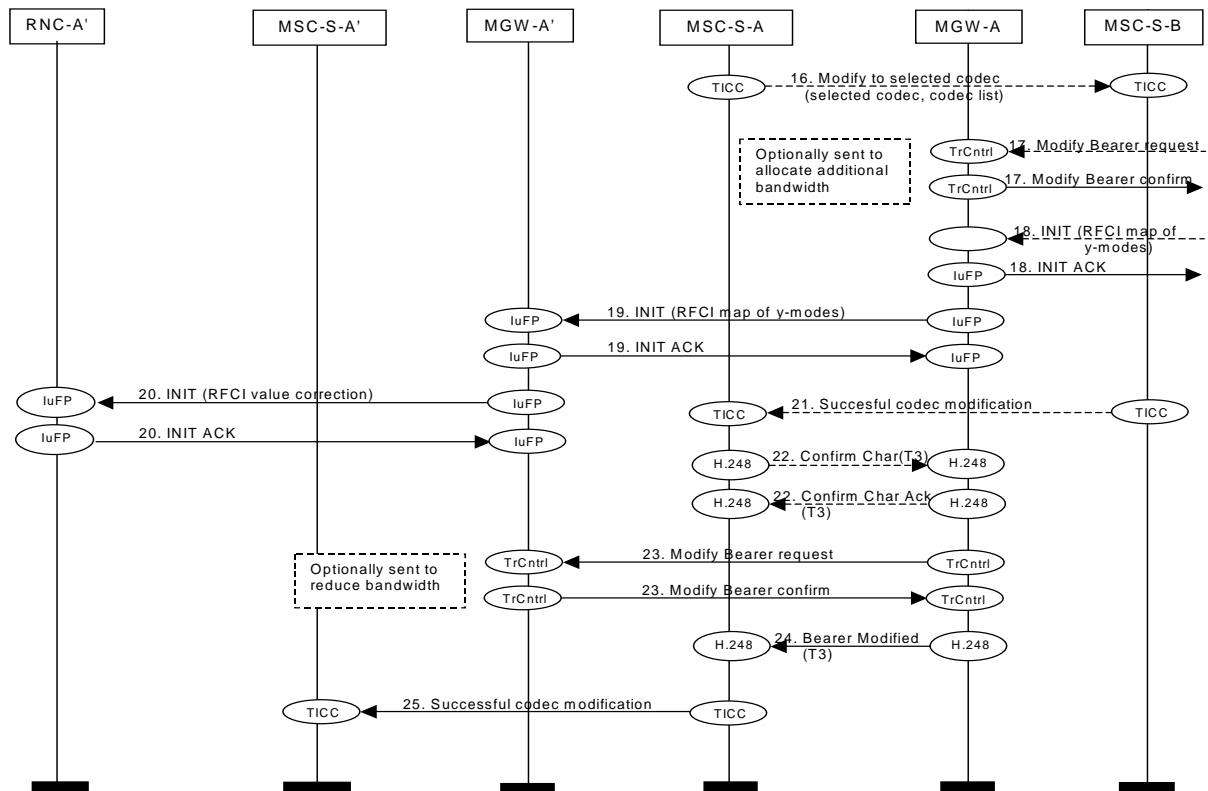 RNC-A'
MSC-S-A’
MGW-A’
MSC-S-A
MGW-A
MSC-S-B
TICC
16. Modify to selected codec
(selected codec, codec list)
TICC
Optionally sent to
allocate additional
bandwidth
TrCntrl
17. Modify Bearer request
TrCntrl
17. Modify Bearer confirm
18. INIT (RFCI map of
y-modes)
IuFP
18. INIT ACK
IuFP
19. INIT (RFCI map of y-modes)
IuFP
IuFP
19. INIT ACK
IuFP
IuFP
20. INIT (RFCI value correction)
IuFP
TICC
21. Succesful codec modification
TICC
IuFP
20. INIT ACK
IuFP
H.248
22. Confirm Char(T3)
H.248
H.248
22. Confirm Char Ack
(T3)
H.248
Optionally sent to
reduce bandwidth
TrCntrl
23. Modify Bearer request
TrCntrl
TrCntrl
23. Modify Bearer confirm
TrCntrl
H.248
24. Bearer Modified
(T3)
H.248
TICC
25. Successful codec modification
TICC